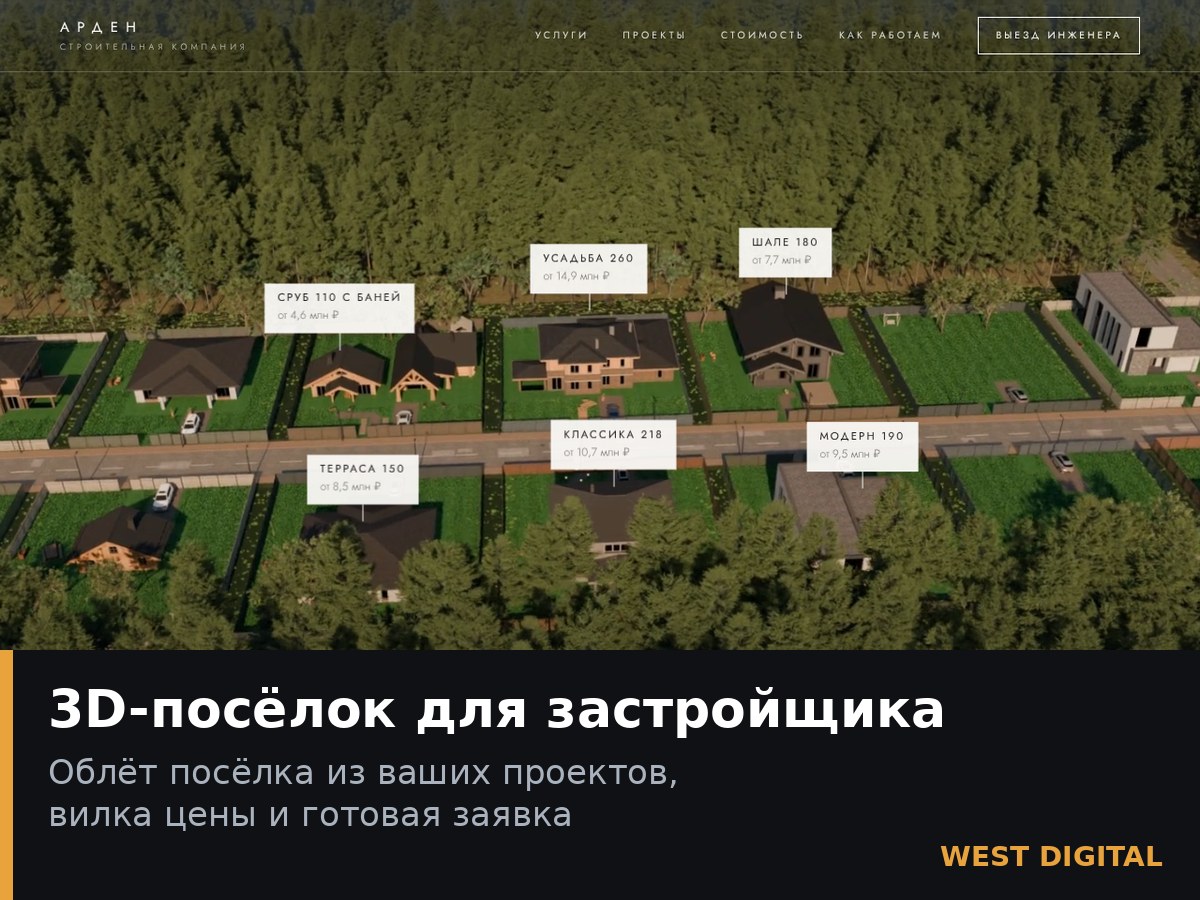 АРДЕН
СТРОИТЕЛЬНАЯ КОМПАНИЯ
УСЛУГИ
ПРОЕКТЫ
СТОИМОСТЬ
КАК РАБОТАЕМ
ВЫЕЗД ИНЖЕНЕРА
ШАЛЕ 180
от 7,7 млн ₽
УСАДЬБА 260
от 14,9 млн ₽
СРУБ 110 С БАНЕЙ
от 4,6 млн ₽
КЛАССИКА 218
от 10,7 млн ₽
МОДЕРН 190
от 9,5 млн ₽
ТЕРРАСА 150
от 8,5 млн ₽
3D-посёлок для застройщика
Облёт посёлка из ваших проектов,
вилка цены и готовая заявка
WEST DIGITAL